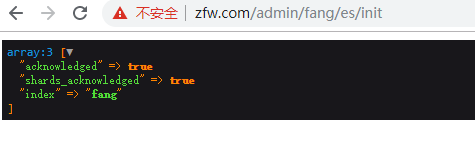 不安全 | zfw.com/admin/fang/es/init
array:3 [▼
"acknowledged" => true
"shards_acknowledged" => true
"index" => "fang"
]